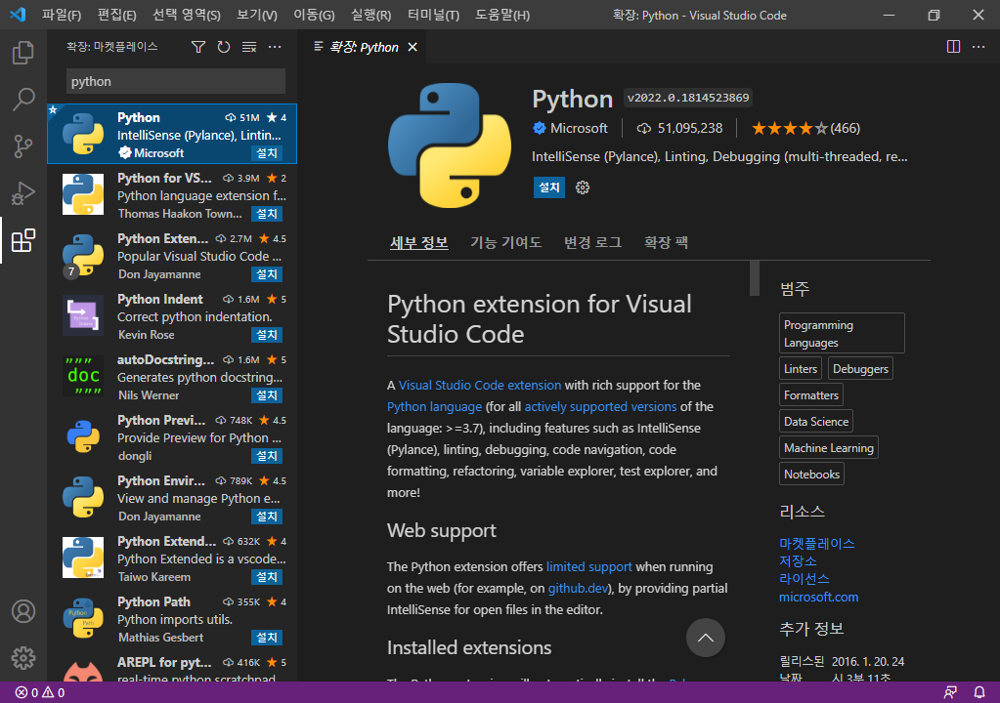 파일(F) 편집(E) 선택 영역(S) 보기(V) 이동(G) 실행(R) 터미널(T) 도움말(H) 확장: Python - Visual Studio Code
확장: 마켓플레이스
python
Python 51M ★ 4
IntelliSense (Pylance), Lintin...
Microsoft 설치
Python for VS... 3.9M ★ 2
Python language extension f...
Thomas Haakon Town... 설치
Python Exten... 2.7M ★ 4.5
Popular Visual Studio Code ...
7 Don Jayamanne 설치
Python Indent 1.6M ★ 5
Correct python indentation.
Kevin Rose 설치
autoDocstring... 1.6M ★ 5
""" doc """
Generates python docstring...
Nils Werner 설치
Python Previ... 748K ★ 4.5
Provide Preview for Python ...
dongli 설치
Python Envir... 789K ★ 4.5
View and manage Python e...
Don Jayamanne 설치
Python Extend... 632K ★ 4
Python Extended is a vscode...
Taiwo Kareem 설치
Python Path 355K ★ 4
Python imports utils.
Mathias Gesbert 설치
AREPL for pyt... 416K ★ 5
real-time python scratchpad
확장: Python
Python v2022.0.1814523869
Microsoft 51,095,238 ★★★★☆(466)
IntelliSense (Pylance), Linting, Debugging (multi-threaded, re...
설치
세부 정보 기능 기여도 변경 로그 확장 팩
Python extension for Visual
Studio Code
A Visual Studio Code extension with rich support for the
Python language (for all actively supported versions of the
language: >=3.7), including features such as IntelliSense
(Pylance), linting, debugging, code navigation, code
formatting, refactoring, variable explorer, test explorer, and
more!
Web support
The Python extension offers limited support when running
on the web (for example, on github.dev), by providing partial
IntelliSense for open files in the editor.
Installed extensions
범주
Programming
Languages
Linters Debuggers
Formatters
Data Science
Machine Learning
Notebooks
리소스
마켓플레이스
저장소
라이선스
microsoft.com
추가 정보
릴리스된 2016. 1. 20. 24
날짜 시 3분 11초
0 0